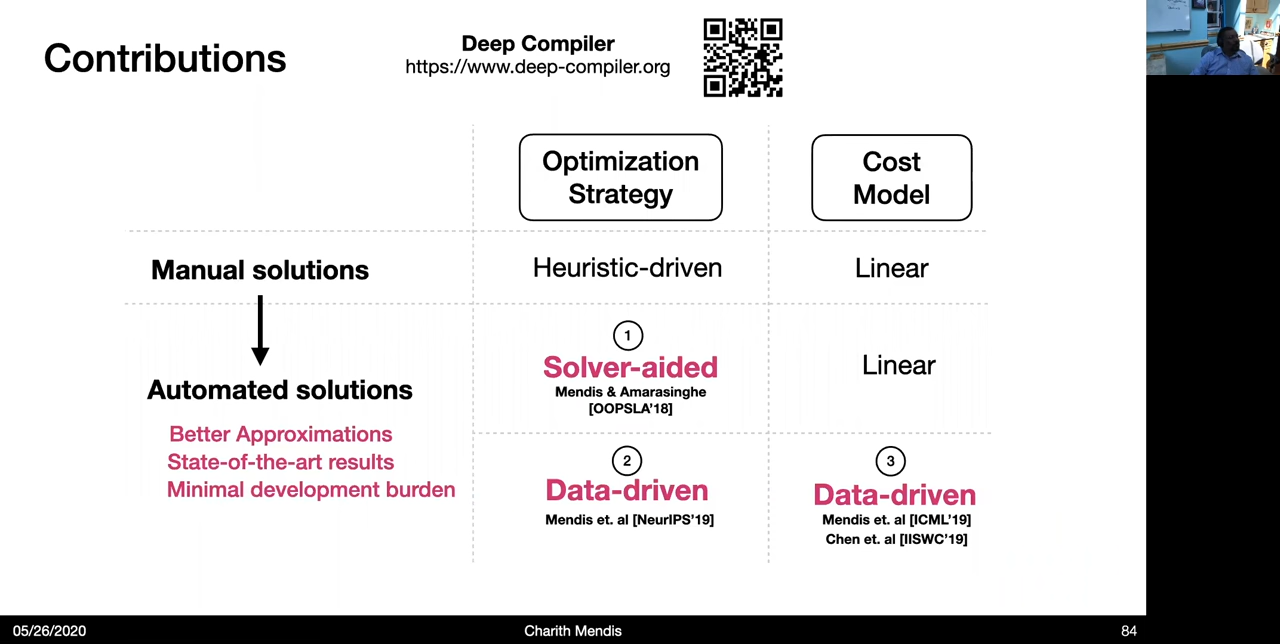 Contributions
Deep Compiler
https://www.deep-compiler.org
Optimization
Strategy
Cost
Model
Manual solutions
Heuristic-driven
Linear
1
Solver-aided
Mendis & Amarasinghe
[OOPSLA'18]
Linear
Automated solutions
Better Approximations
State-of-the-art results
Minimal development burden
2
Data-driven
Mendis et. al [NeurIPS'19]
3
Data-driven
Mendis et. al [ICML'19]
Chen et. al [IISWC'19]
05/26/2020
Charith Mendis
84